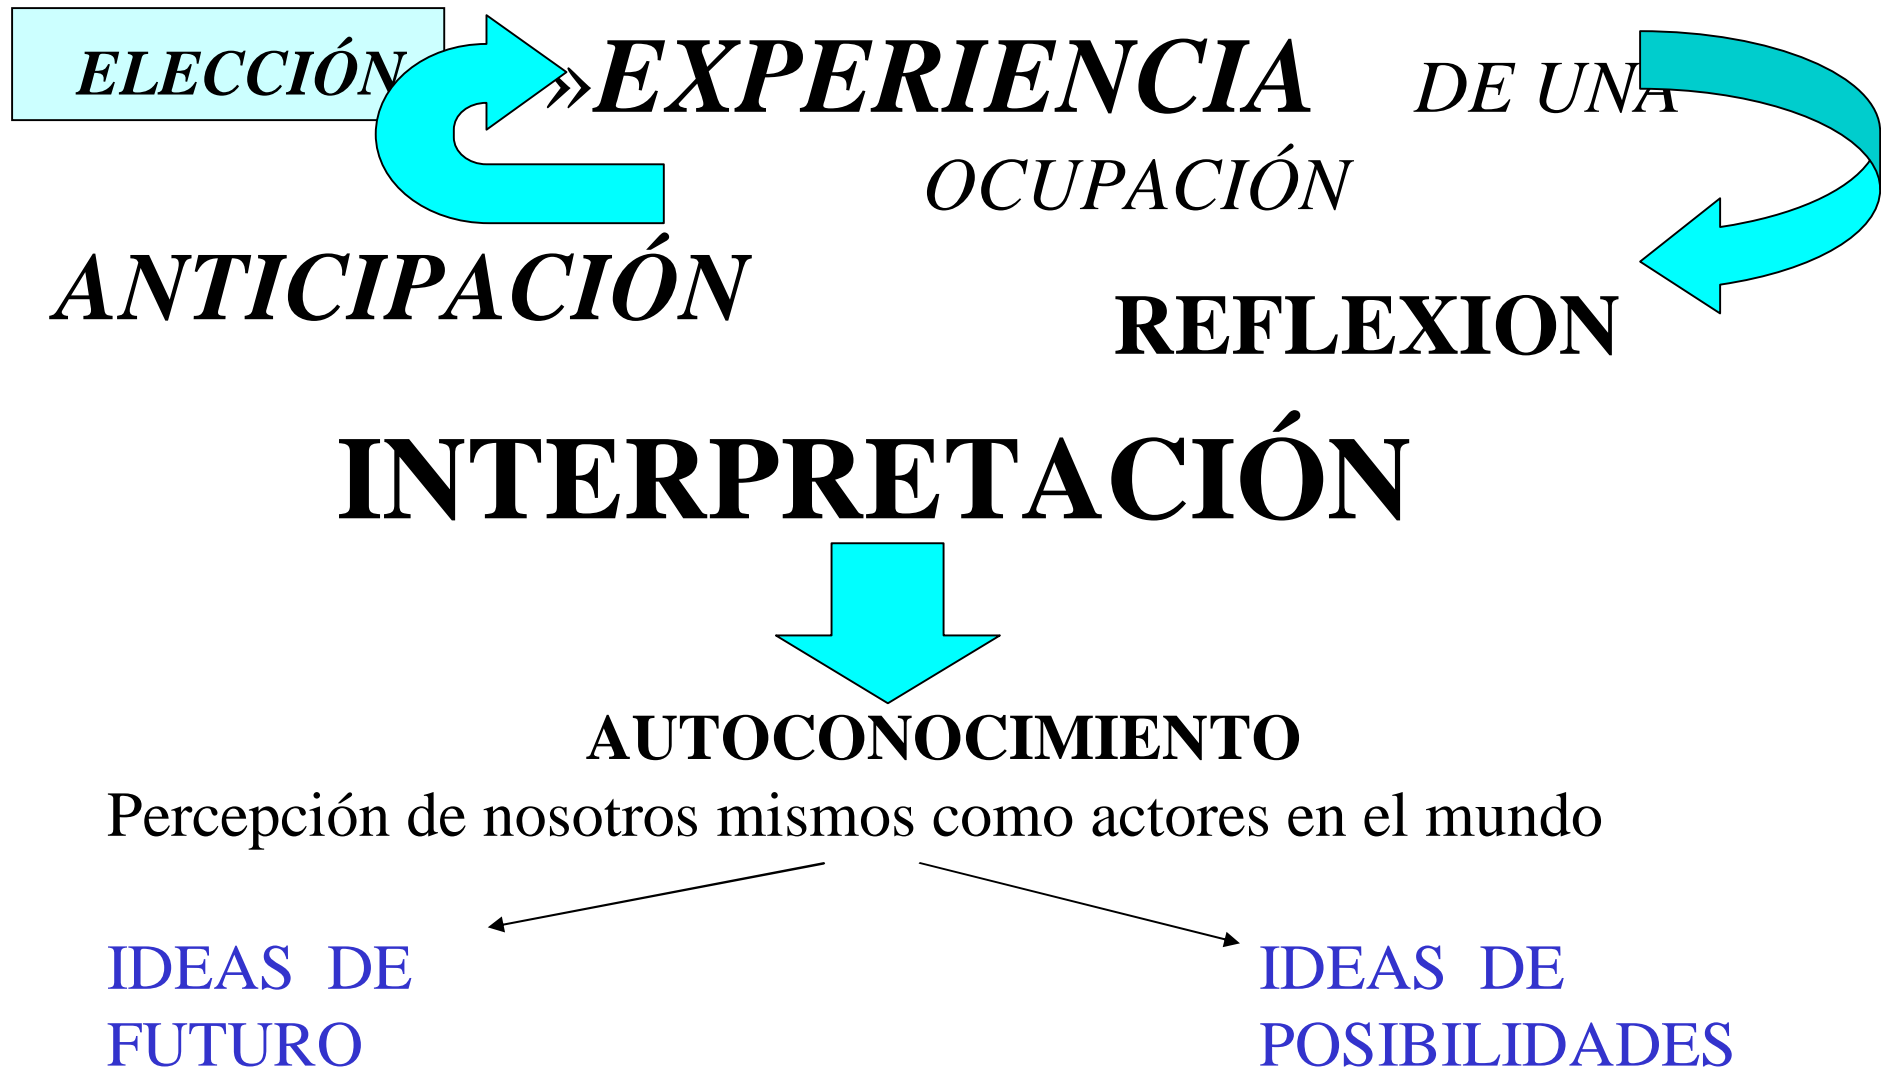 ELECCIÓN
»EXPERIENCIA DE UNA
OCUPACIÓN
ANTICIPACIÓN
REFLEXION
INTERPRETACIÓN
AUTOCONOCIMIENTO
Percepción de nosotros mismos como actores en el mundo
IDEAS DE
FUTURO
IDEAS DE
POSIBILIDADES